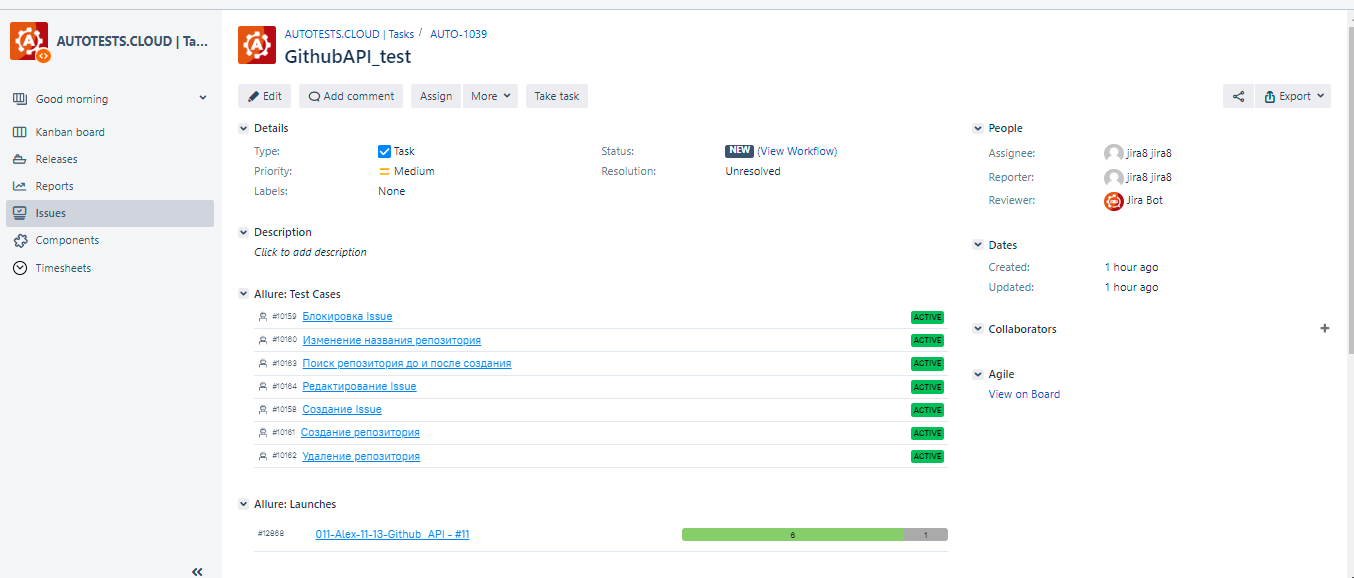 AUTOTESTS.CLOUD | Ta...
Good morning
Kanban board
Releases
Reports
Issues
Components
Timesheets
AUTOTESTS.CLOUD | Tasks / AUTO-1039
GithubAPI_test
Edit Add comment Assign More Take task Export
Details
Type: Task Status: NEW (View Workflow)
Priority: Medium Resolution: Unresolved
Labels: None
Description
Click to add description
Allure: Test Cases
#10159 Блокировка Issue ACTIVE
#10160 Изменение названия репозитория ACTIVE
#10163 Поиск репозитория до и после создания ACTIVE
#10164 Редактирование Issue ACTIVE
#10158 Создание Issue ACTIVE
#10161 Создание репозитория ACTIVE
#10162 Удаление репозитория ACTIVE
Allure: Launches
#12868 011-Alex-11-13-Github_API - #11 6 1
People
Assignee: jira8 jira8
Reporter: jira8 jira8
Reviewer: Jira Bot
Dates
Created: 1 hour ago
Updated: 1 hour ago
Collaborators
Agile
View on Board